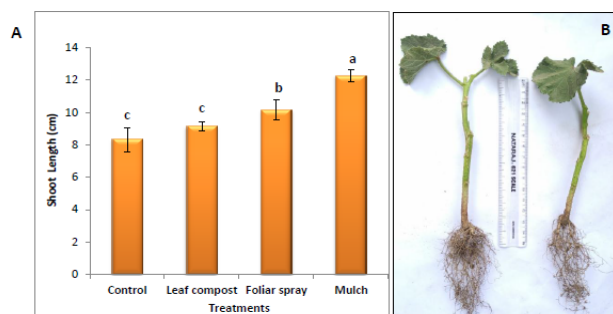 A
B
Shoot Length (cm)
14
12
10
8
6
4
2
0
c
c
b
a
Control
Leaf compost
Foliar spray
Mulch
Treatments
NATARAJ